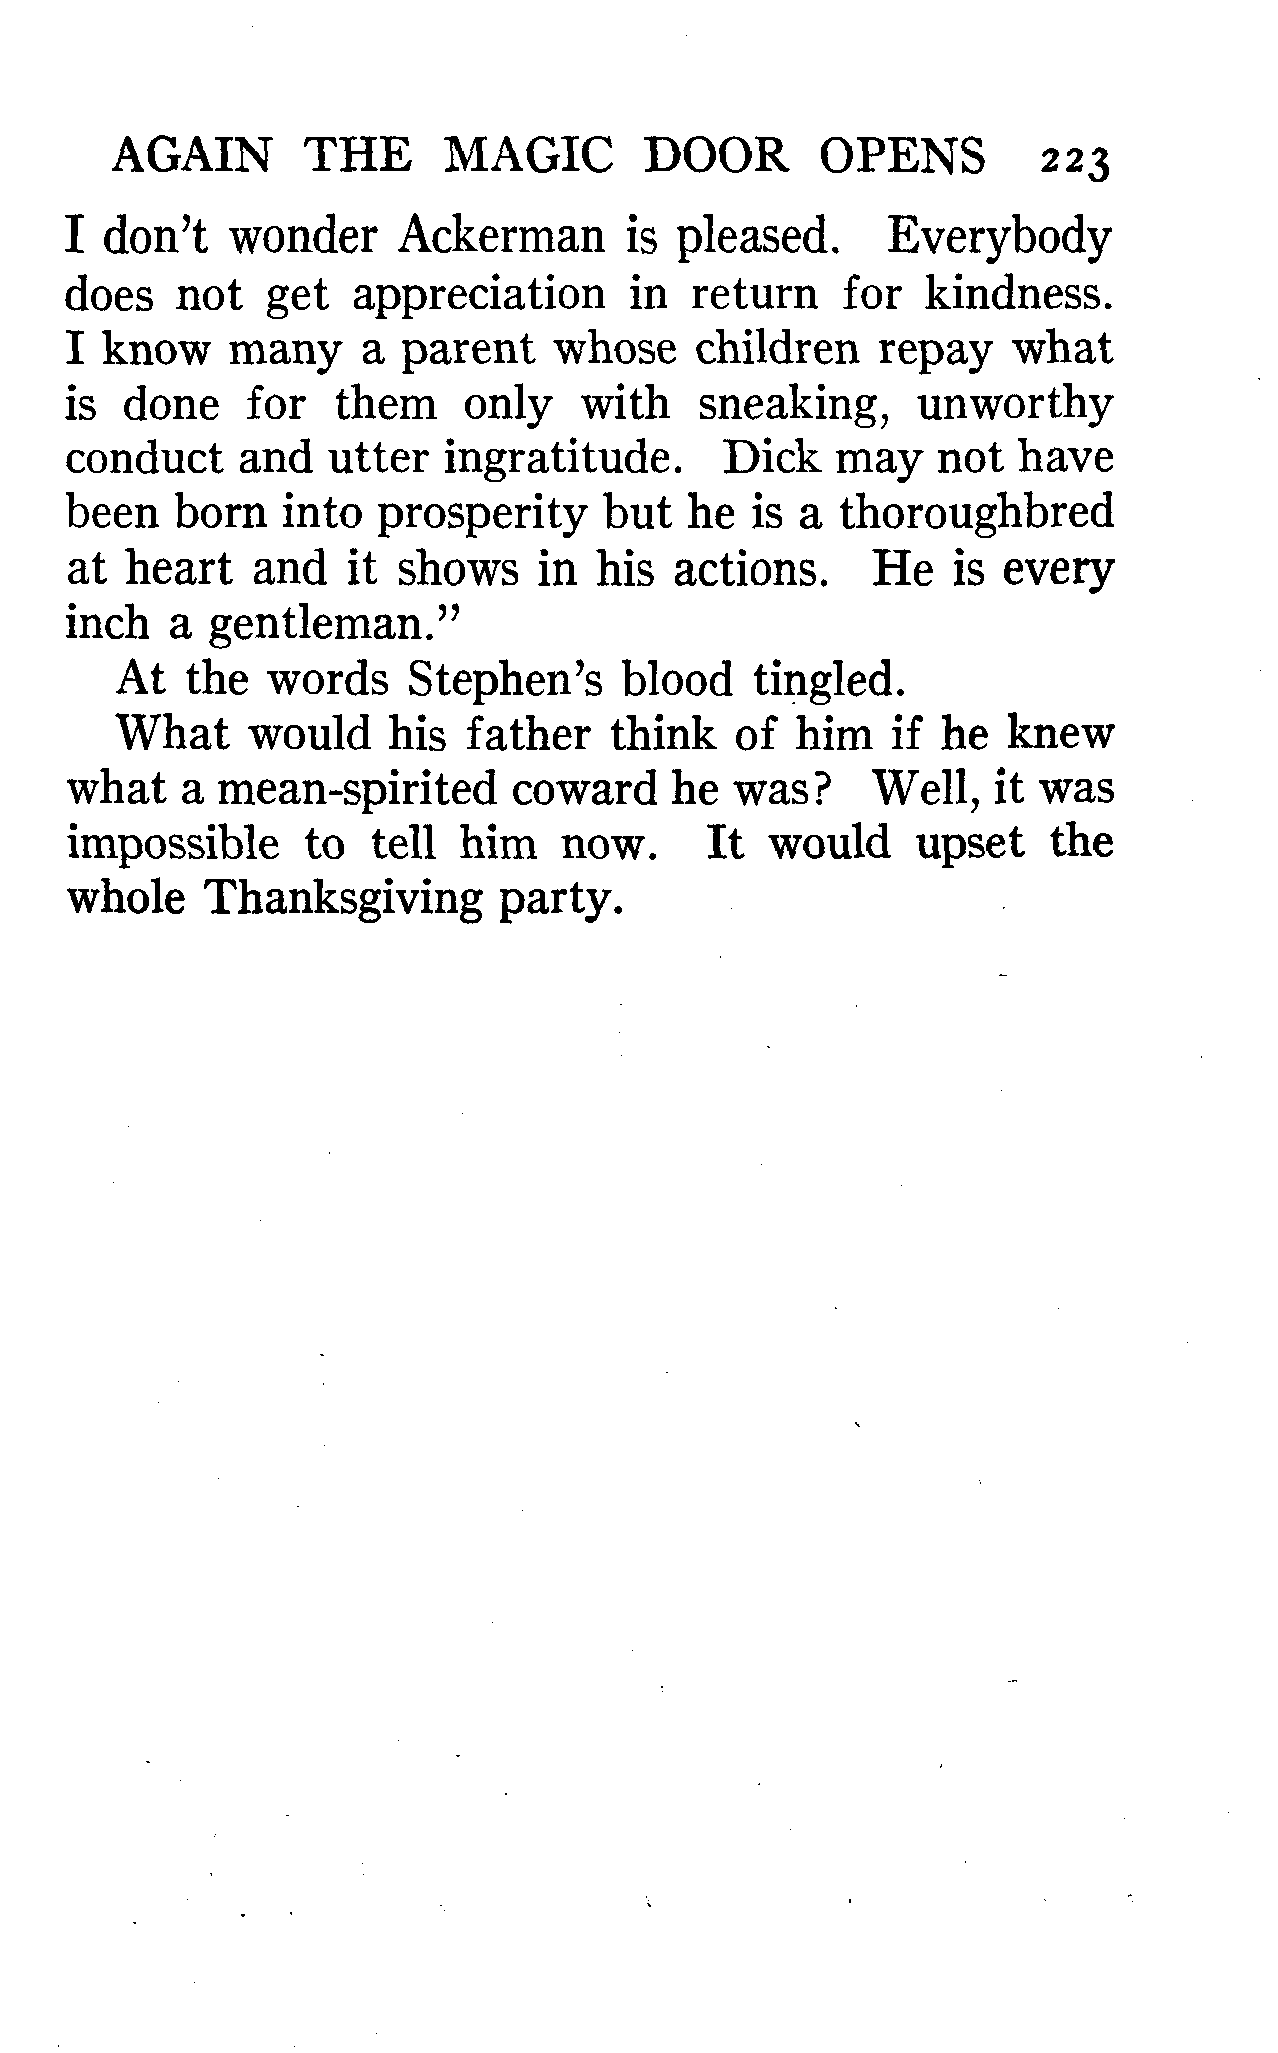 AGAIN THE MAGIC DOOR OPENS 223
I don't wonder Ackerman is pleased. Everybody
does not get appreciation in return for kindness.
I know many a parent whose children repay what
is done for them only with sneaking, unworthy
conduct and utter ingratitude. Dick may not have
been born into prosperity but he is a thoroughbred
at heart and it shows in his actions. He is every
inch a gentleman."
At the words Stephen's blood tingled.
What would his father think of him if he knew
what a mean-spirited coward he was? Well, it was
impossible to tell him now. It would upset the
whole Thanksgiving party.